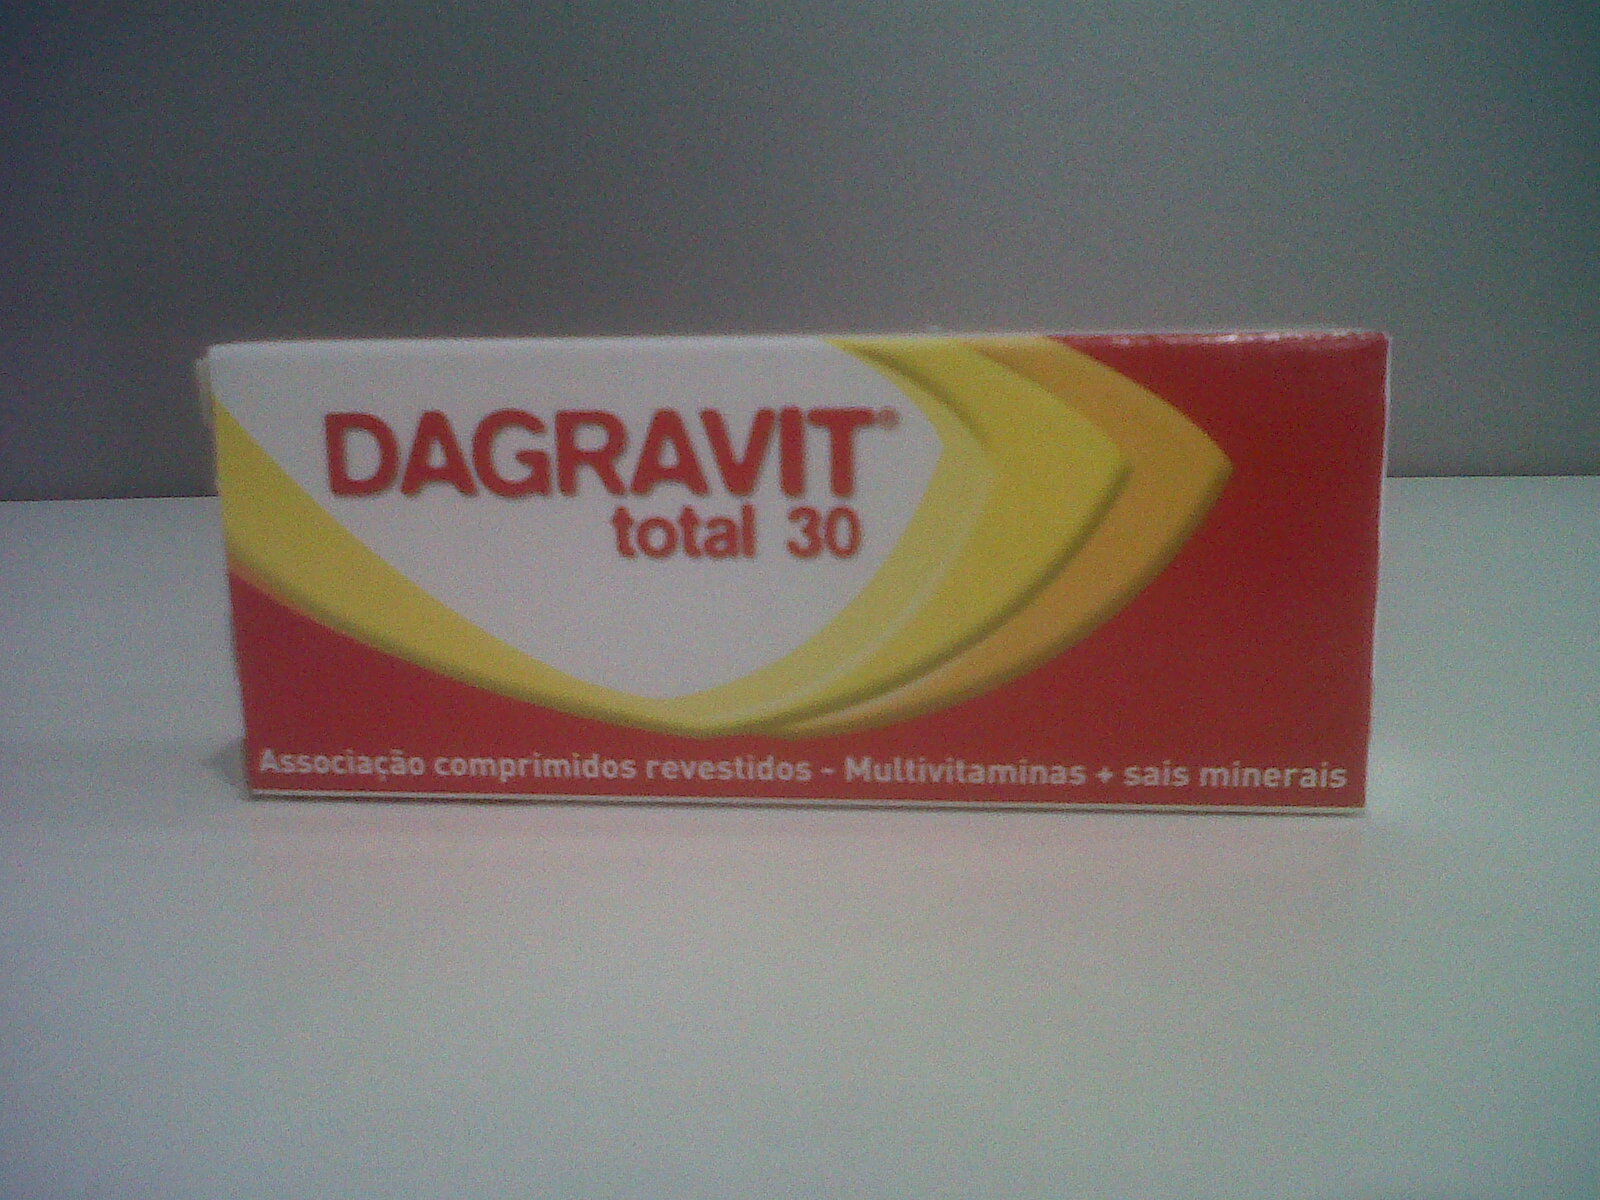 DAGRAVIT®
total 30
Associação comprimidos revestidos - Multivitaminas + sais minerais